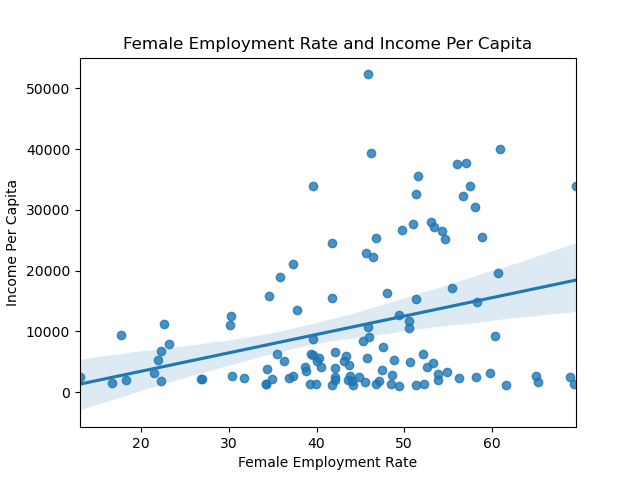 Female Employment Rate and Income Per Capita
50000
40000
30000
20000
10000
0
Income Per Capita
20 30 40 50 60
Female Employment Rate